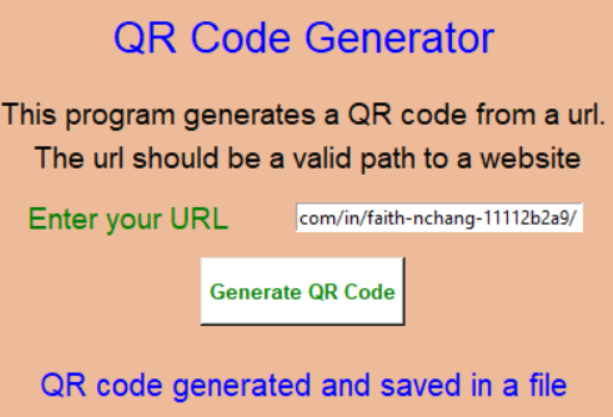 QR Code Generator
This program generates a QR code from a url.
The url should be a valid path to a website
Enter your URL com/in/faith-nchang-11112b2a9/
Generate QR Code
QR code generated and saved in a file